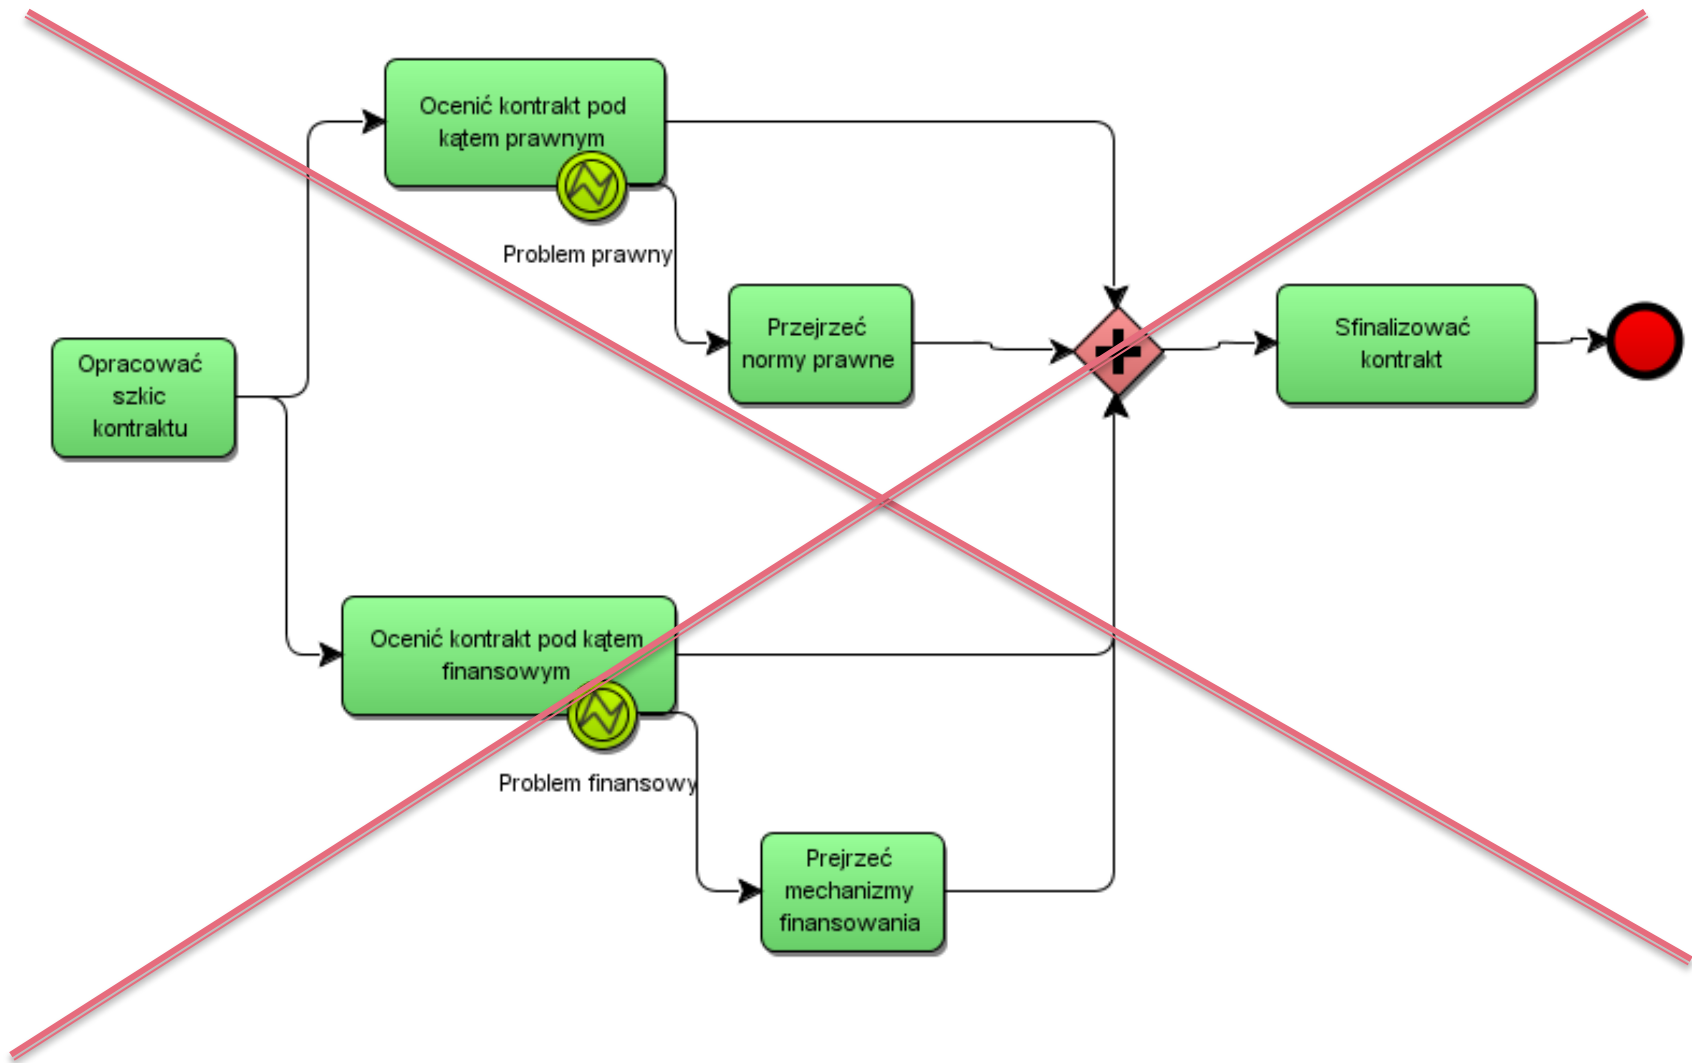 Ocenić kontrakt pod
kątem prawnym
Problem prawny
Przejrzeć
normy prawne
Sfinalizować
kontrakt
Opracować
szkic
kontraktu
Ocenić kontrakt pod kątem
finansowym
Problem finansowy
Prejrzeć
mechanizmy
finansowania